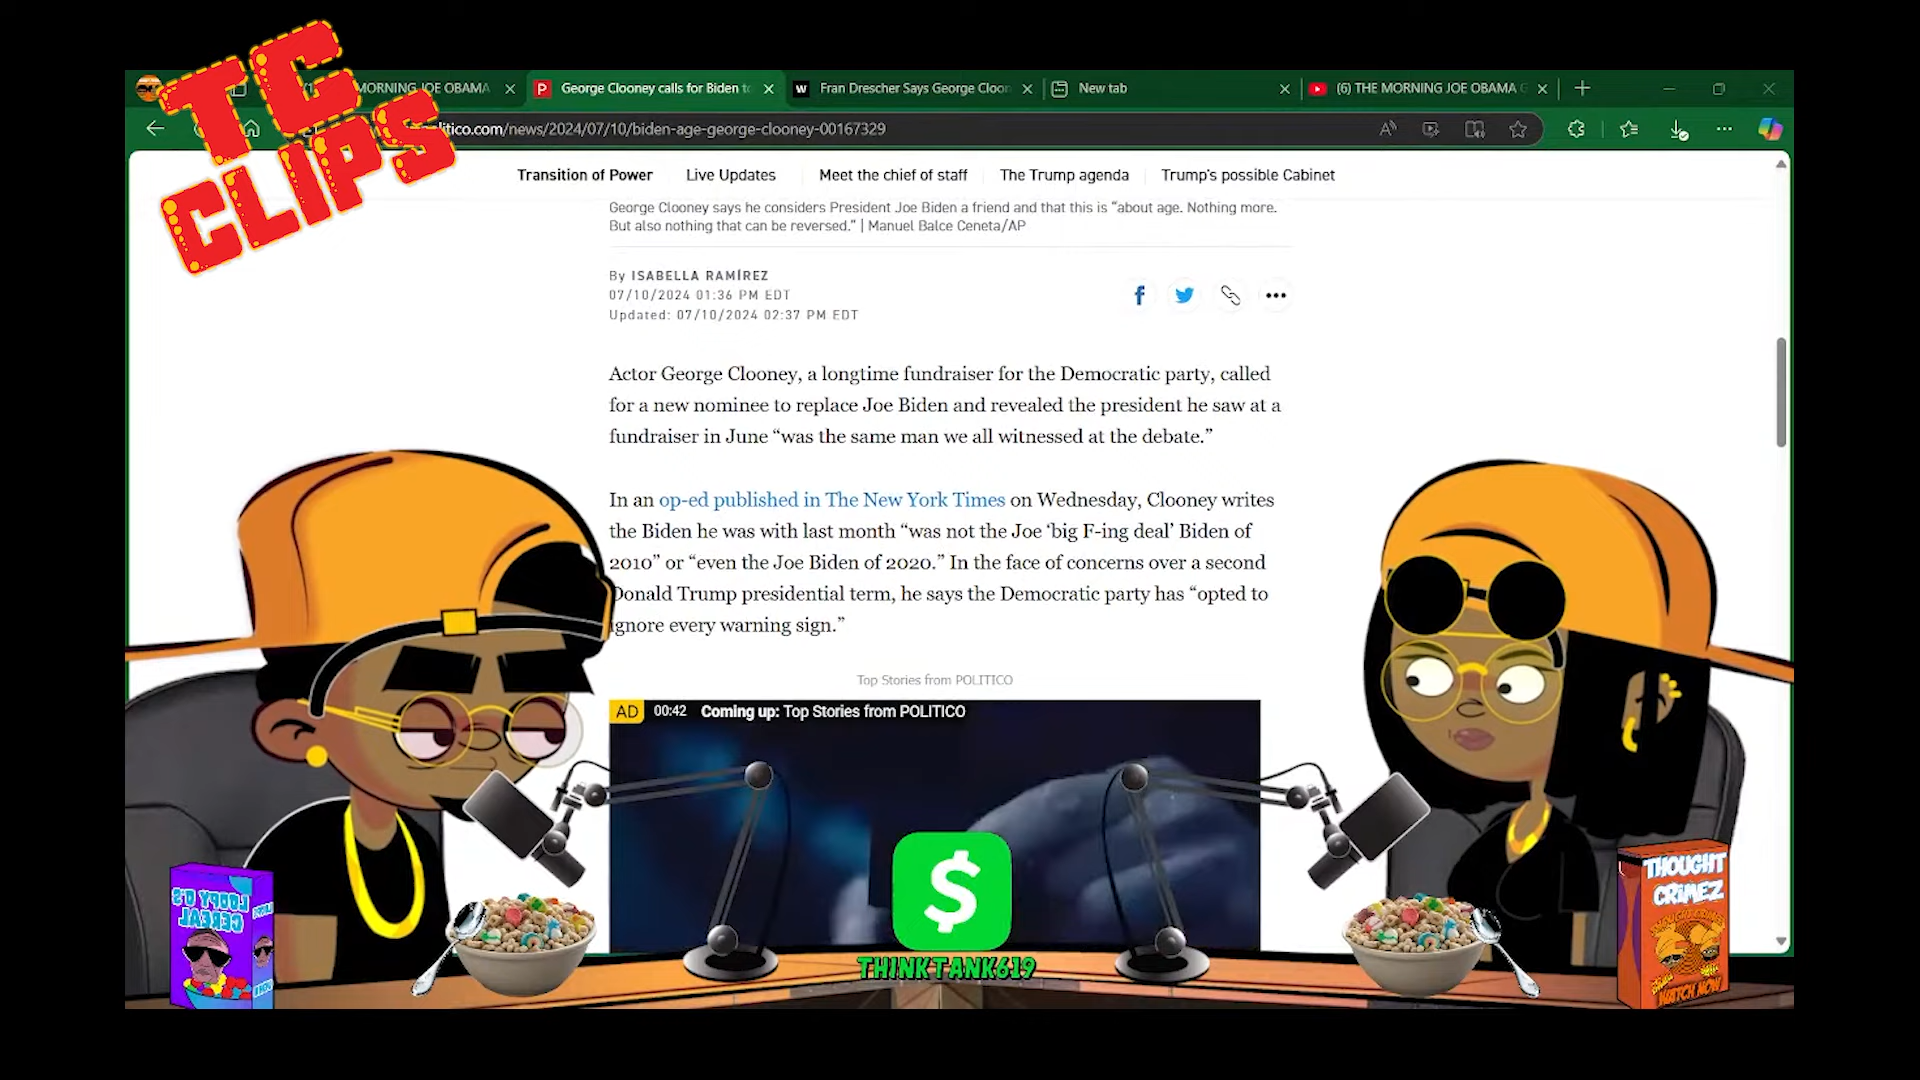 TC
CLIPS
MORNING JOE OBAMA
George Clooney calls for Biden to
Fran Drescher Says George Cloon
New tab
(6) THE MORNING JOE OBAMA G
itico.com/news/2024/07/10/biden-age-george-clooney-00167329
Transition of Power Live Updates Meet the chief of staff The Trump agenda Trump's possible Cabinet
George Clooney says he considers President Joe Biden a friend and that this is “about age. Nothing more.
But also nothing that can be reversed.” | Manuel Balce Ceneta/AP
By ISABELLA RAMÍREZ
07/10/2024 01:36 PM EDT
Updated: 07/10/2024 02:37 PM EDT
Actor George Clooney, a longtime fundraiser for the Democratic party, called
for a new nominee to replace Joe Biden and revealed the president he saw at a
fundraiser in June “was the same man we all witnessed at the debate.”
In an op-ed published in The New York Times on Wednesday, Clooney writes
the Biden he was with last month “was not the Joe ‘big F-ing deal’ Biden of
2010” or “even the Joe Biden of 2020.” In the face of concerns over a second
Donald Trump presidential term, he says the Democratic party has “opted to
ignore every warning sign.”
Top Stories from POLITICO
AD 00:42 Coming up: Top Stories from POLITICO
$
THINKTANK619
LOOPY O'S
CEREAL
THOUGHT
CRIMEZ
WATCH NOW